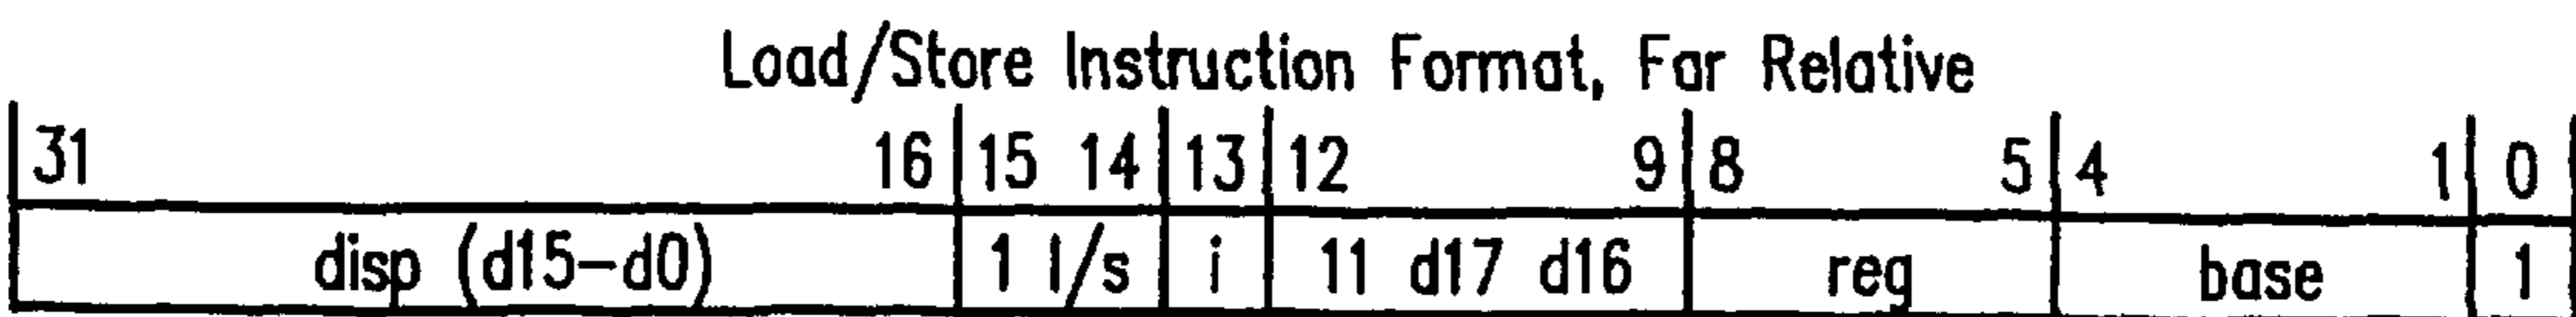 Load/Store Instruction Format, Far Relative
31 16 15 14 13 12 9 8 5 4 1 0
disp (d15-d0) 1 l/s i 11 d17 d16 reg base 1